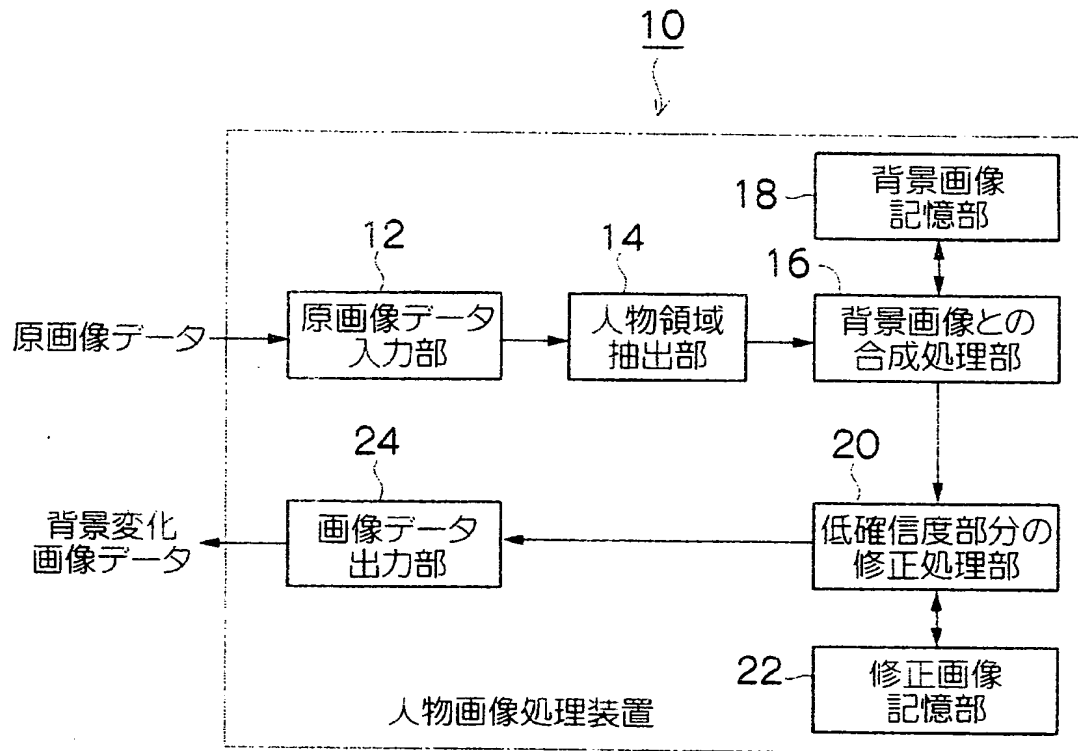 10
18
背景画像
記憶部
12
14
16
原画像データ
原画像データ
入力部
人物領域
抽出部
背景画像との
合成処理部
24
20
背景変化
画像データ
画像データ
出力部
低確信度部分の
修正処理部
22
修正画像
記憶部
人物画像処理装置